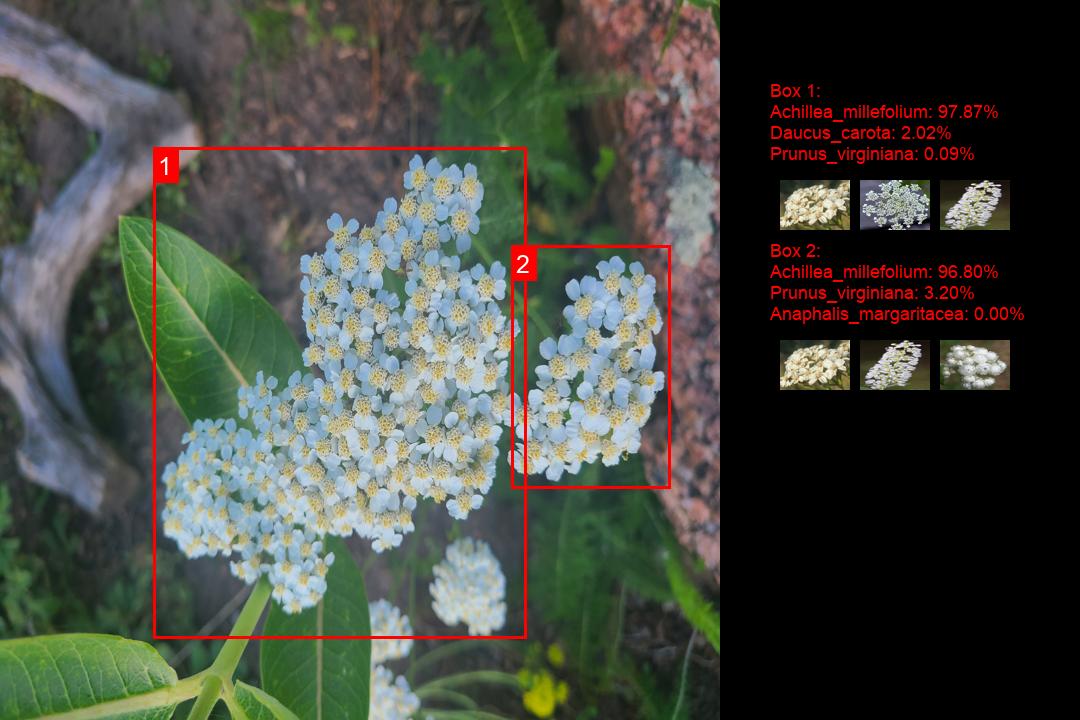 1
2
Box 1:
Achillea_millefolium: 97.87%
Daucus_carota: 2.02%
Prunus_virginiana: 0.09%
Box 2:
Achillea_millefolium: 96.80%
Prunus_virginiana: 3.20%
Anaphalis_margaritacea: 0.00%